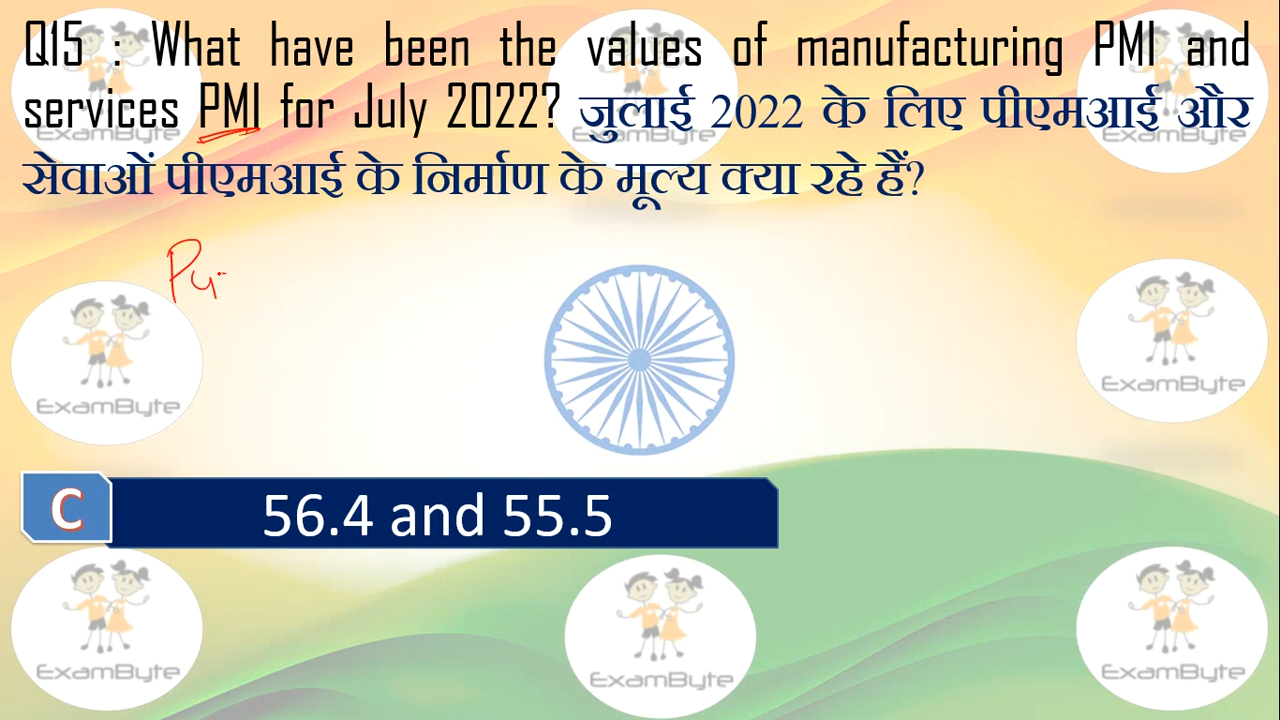 Q15 : What have been the values of manufacturing PMI and
services PMI for July 2022? जुलाई 2022 के लिए पीएमआई और
सेवाओं पीएमआई के निर्माण के मूल्य क्या रहे हैं?
ExamByte
ExamByte
ExamByte
ExamByte
ExamByte
C 56.4 and 55.5
ExamByte
ExamByte
ExamByte